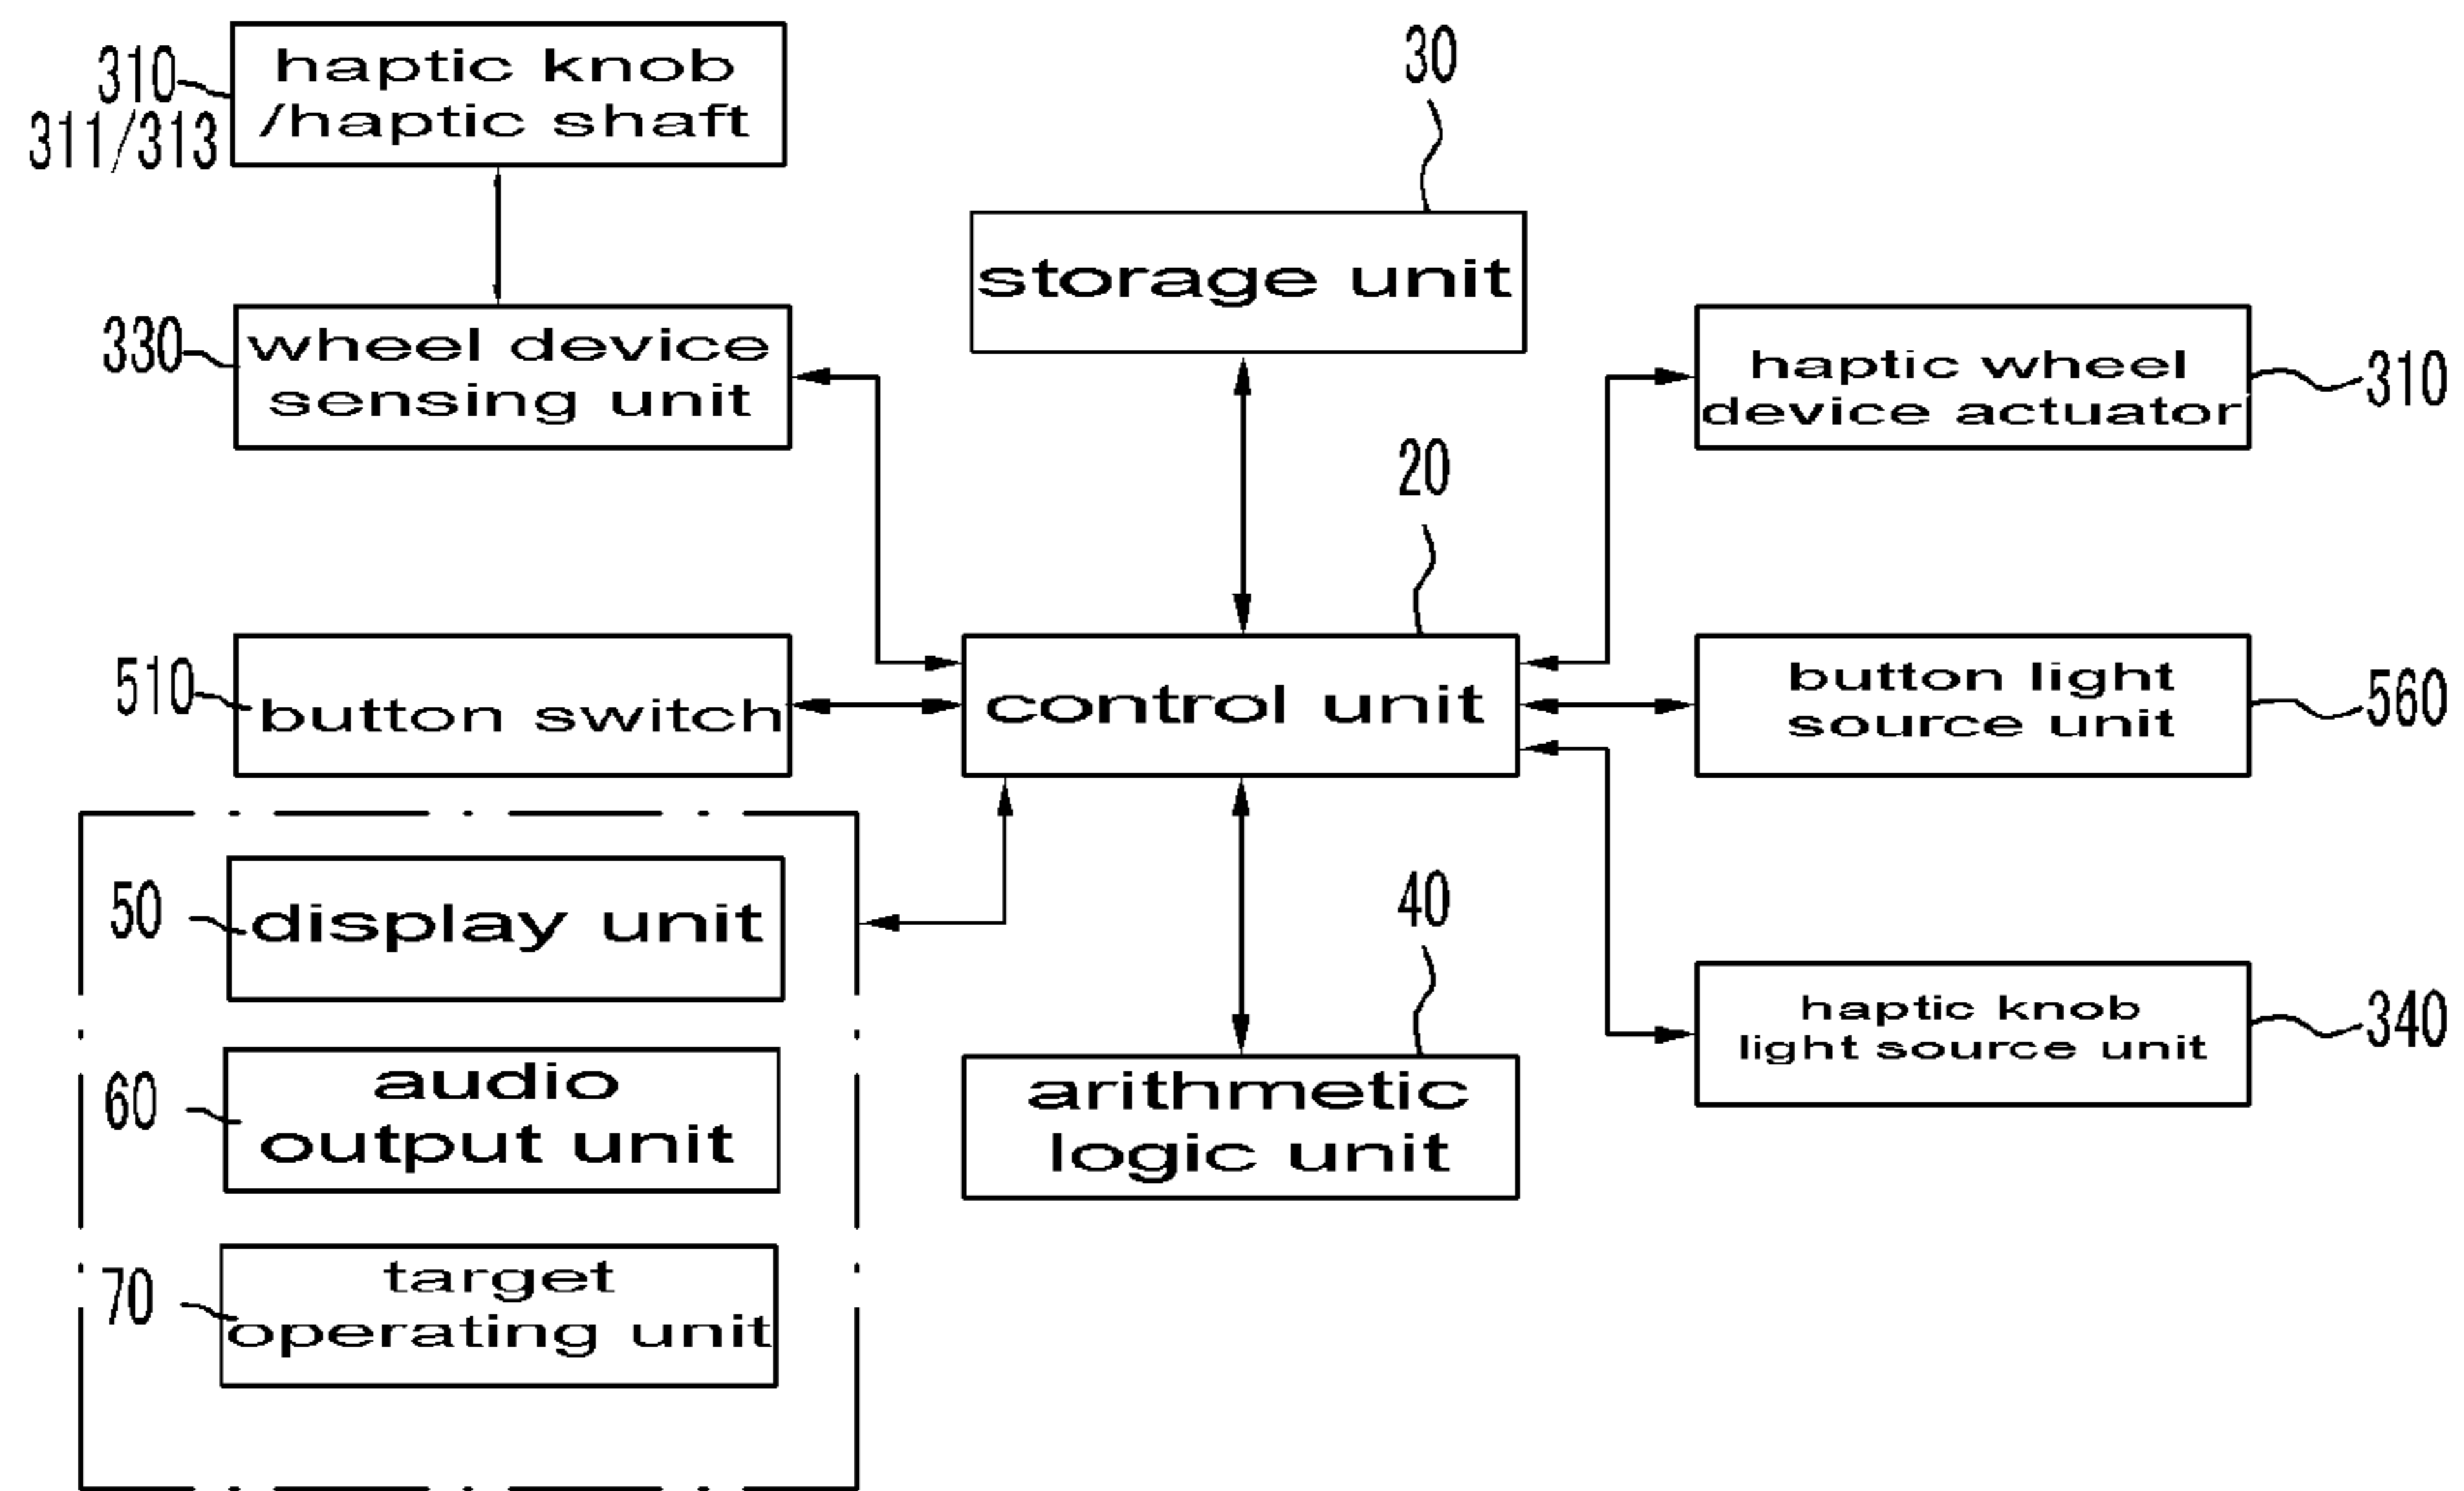 310
311/313
haptic knob
/haptic shaft
30
storage unit
330
wheel device
sensing unit
haptic wheel
device actuator
310
20
510
button switch
control unit
button light
source unit
560
50
display unit
40
60
audio
output unit
arithmetic
logic unit
haptic knob
light source unit
340
70
target
operating unit